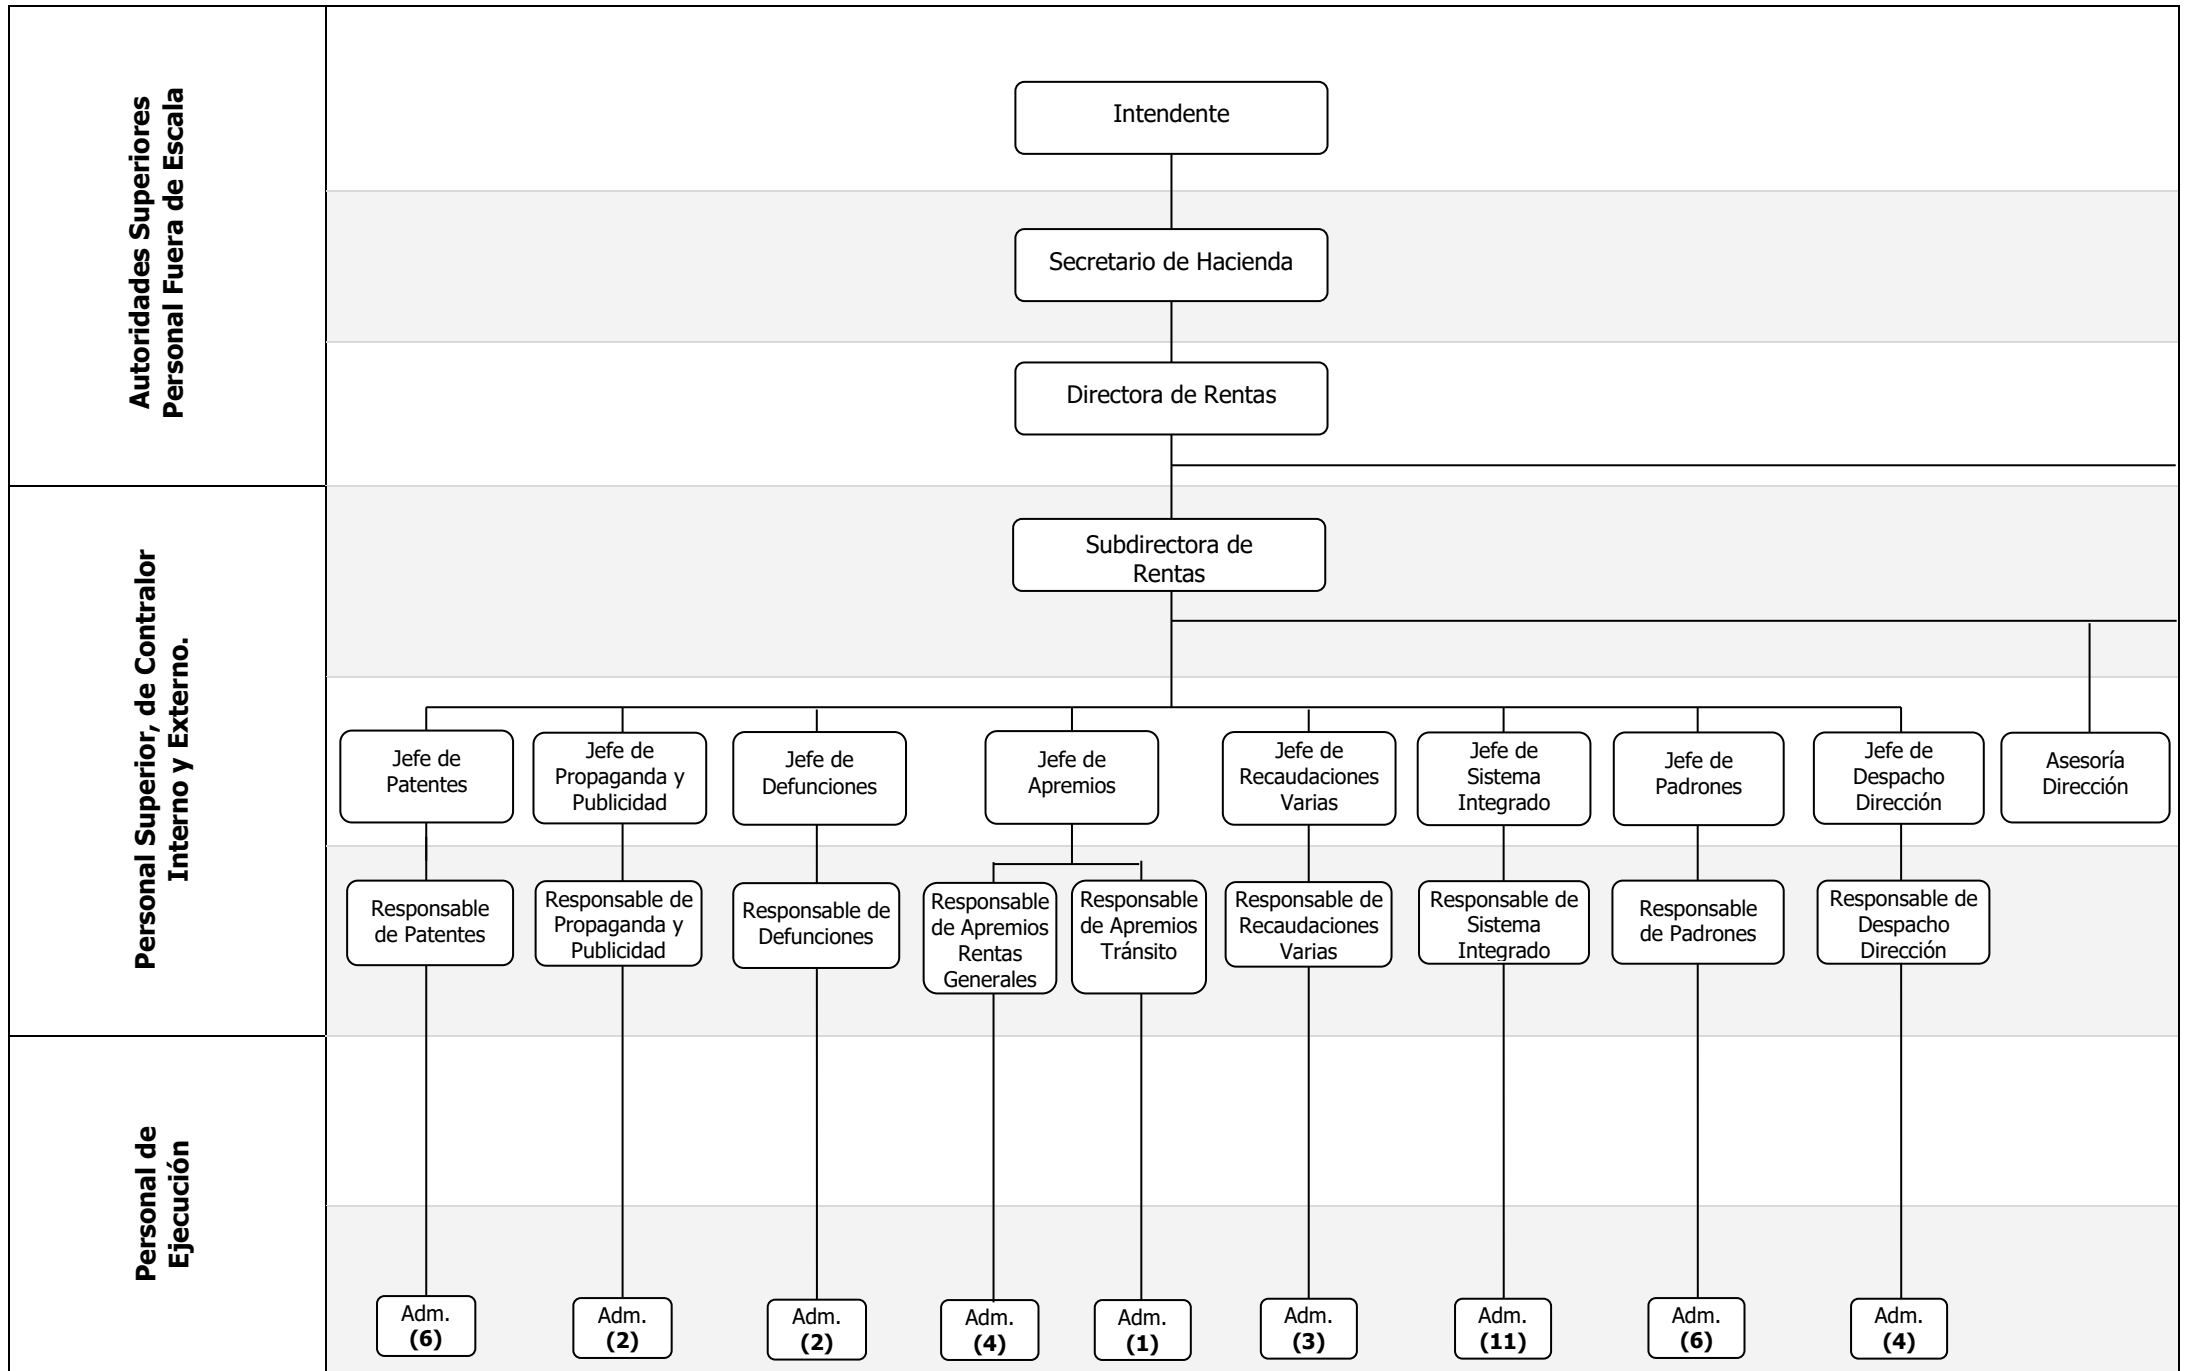 Autoridades Superiores
Personal Fuera de Escala
Intendente
Secretario de Hacienda
Directora de Rentas
Personal Superior, de Contralor
Interno y Externo.
Subdirectora de
Rentas
Jefe de
Patentes
Jefe de
Propaganda y
Publicidad
Jefe de
Defunciones
Jefe de
Apremios
Jefe de
Recaudaciones
Varias
Jefe de
Sistema
Integrado
Jefe de
Padrones
Jefe de
Despacho
Dirección
Asesoría
Dirección
Responsable
de Patentes
Responsable de
Propaganda y
Publicidad
Responsable de
Defunciones
Responsable
de Apremios
Rentas
Generales
Responsable
de Apremios
Tránsito
Responsable de
Recaudaciones
Varias
Responsable de
Sistema
Integrado
Responsable
de Padrones
Responsable de
Despacho
Dirección
Personal de
Ejecución
Adm.
(6)
Adm.
(2)
Adm.
(2)
Adm.
(4)
Adm.
(1)
Adm.
(3)
Adm.
(11)
Adm.
(6)
Adm.
(4)